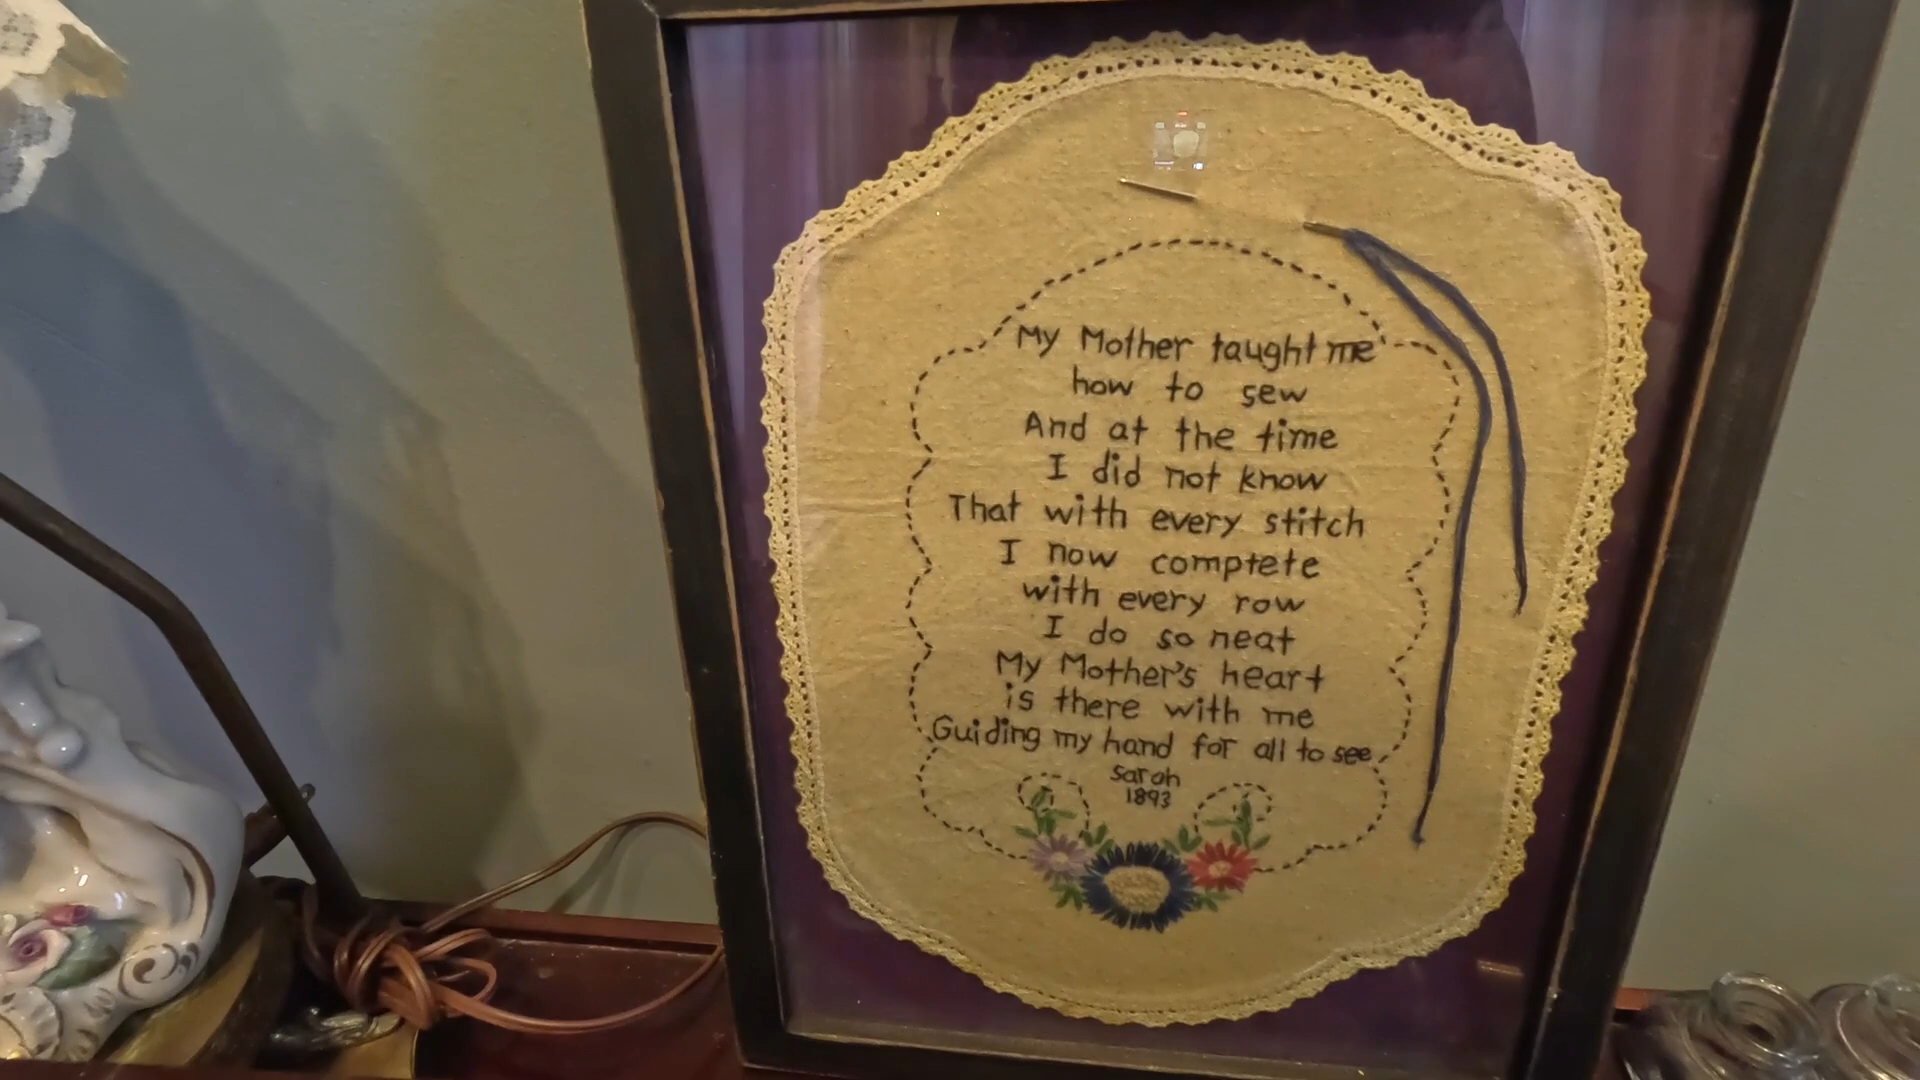 My Mother taught me
how to sew
And at the time
I did not know
That with every stitch
I now comptete
with every row
I do so neat
My Mother's heart
is there with me
Guiding my hand for all to see
Sarah
1893